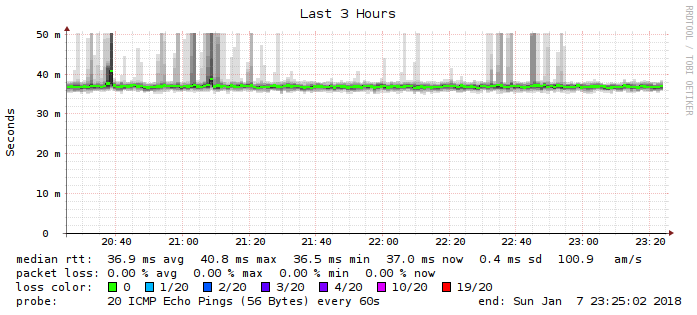 Last 3 Hours
RRDTOOL / TOBI OETIKER
Seconds
50 m
40 m
30 m
20 m
10 m
0
20:40 21:00 21:20 21:40 22:00 22:20 22:40 23:00 23:20
median rtt: 36.9 ms avg 40.8 ms max 36.5 ms min 37.0 ms now 0.4 ms sd 100.9 am/s
packet loss: 0.00 % avg 0.00 % max 0.00 % min 0.00 % now
loss color: 0 1/20 2/20 3/20 4/20 10/20 19/20
probe: 20 ICMP Echo Pings (56 Bytes) every 60s end: Sun Jan 7 23:25:02 2018